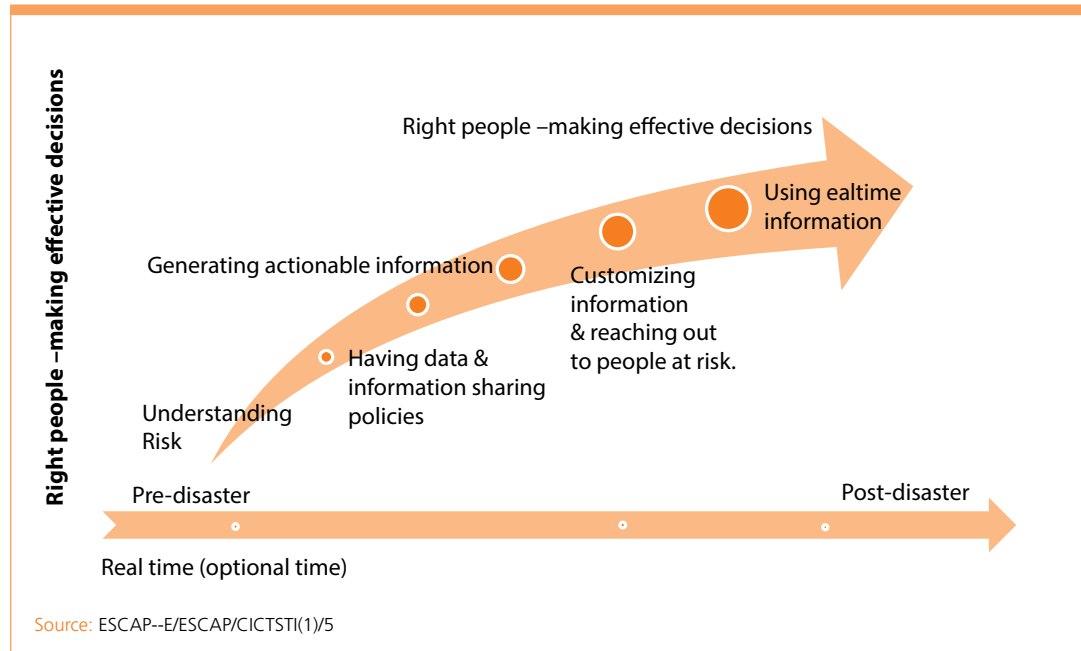 Right people –making effective decisions
Right people –making effective decisions
Using ealtime
information
Generating actionable information
Customizing
information
& reaching out
to people at risk.
Having data &
information sharing
policies
Understanding
Risk
Pre-disaster
Post-disaster
Real time (optional time)
Source: ESCAP--E/ESCAP/CICTSTI(1)/5